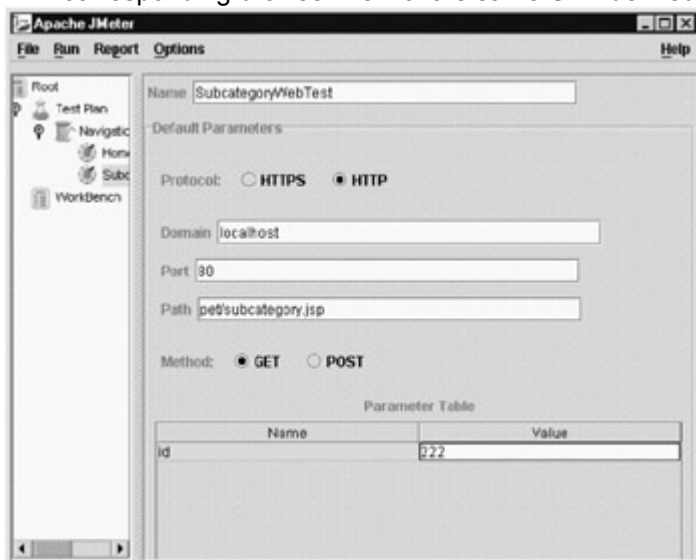 Apache JMeter
File Run Report Options Help
Root
Test Plan
Navigatic
Hom
Subc
WorkBench
Name SubcategoryWebTest
Default Parameters
Protocol: HTTPS HTTP
Domain localhost
Port 80
Path pet/subcategory.jsp
Method: GET POST
Parameter Table
Name Value
id 222